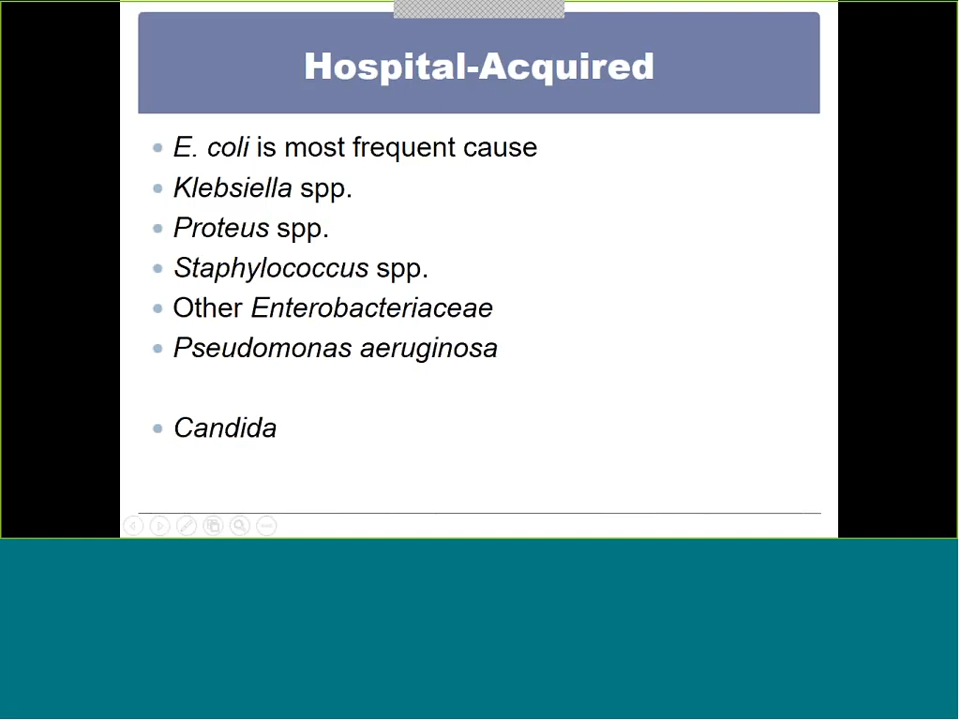 Hospital-Acquired
E. coli is most frequent cause
Klebsiella spp.
Proteus spp.
Staphylococcus spp.
Other Enterobacteriaceae
Pseudomonas aeruginosa
Candida